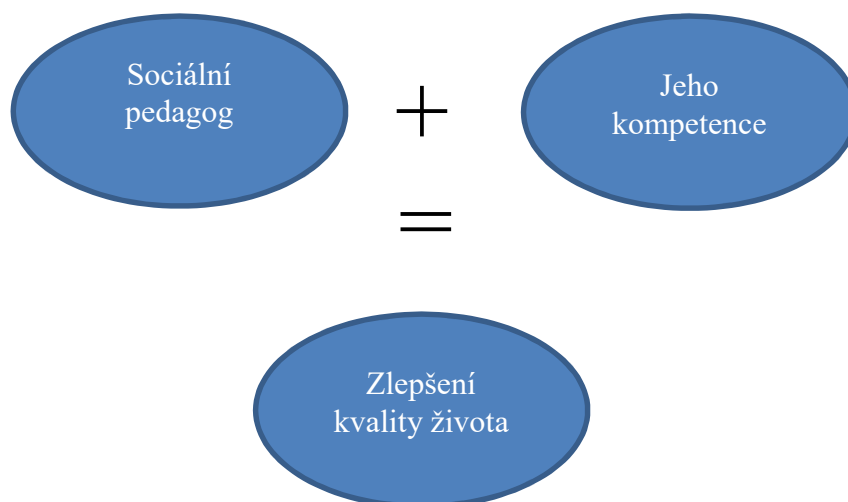 Sociální
pedagog
+
Jeho
kompetence
=
Zlepšení
kvality života